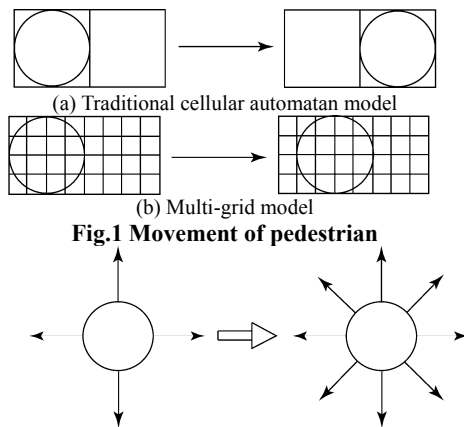 (a) Traditional cellular automatan model
(b) Multi-grid model
Fig.1 Movement of pedestrian